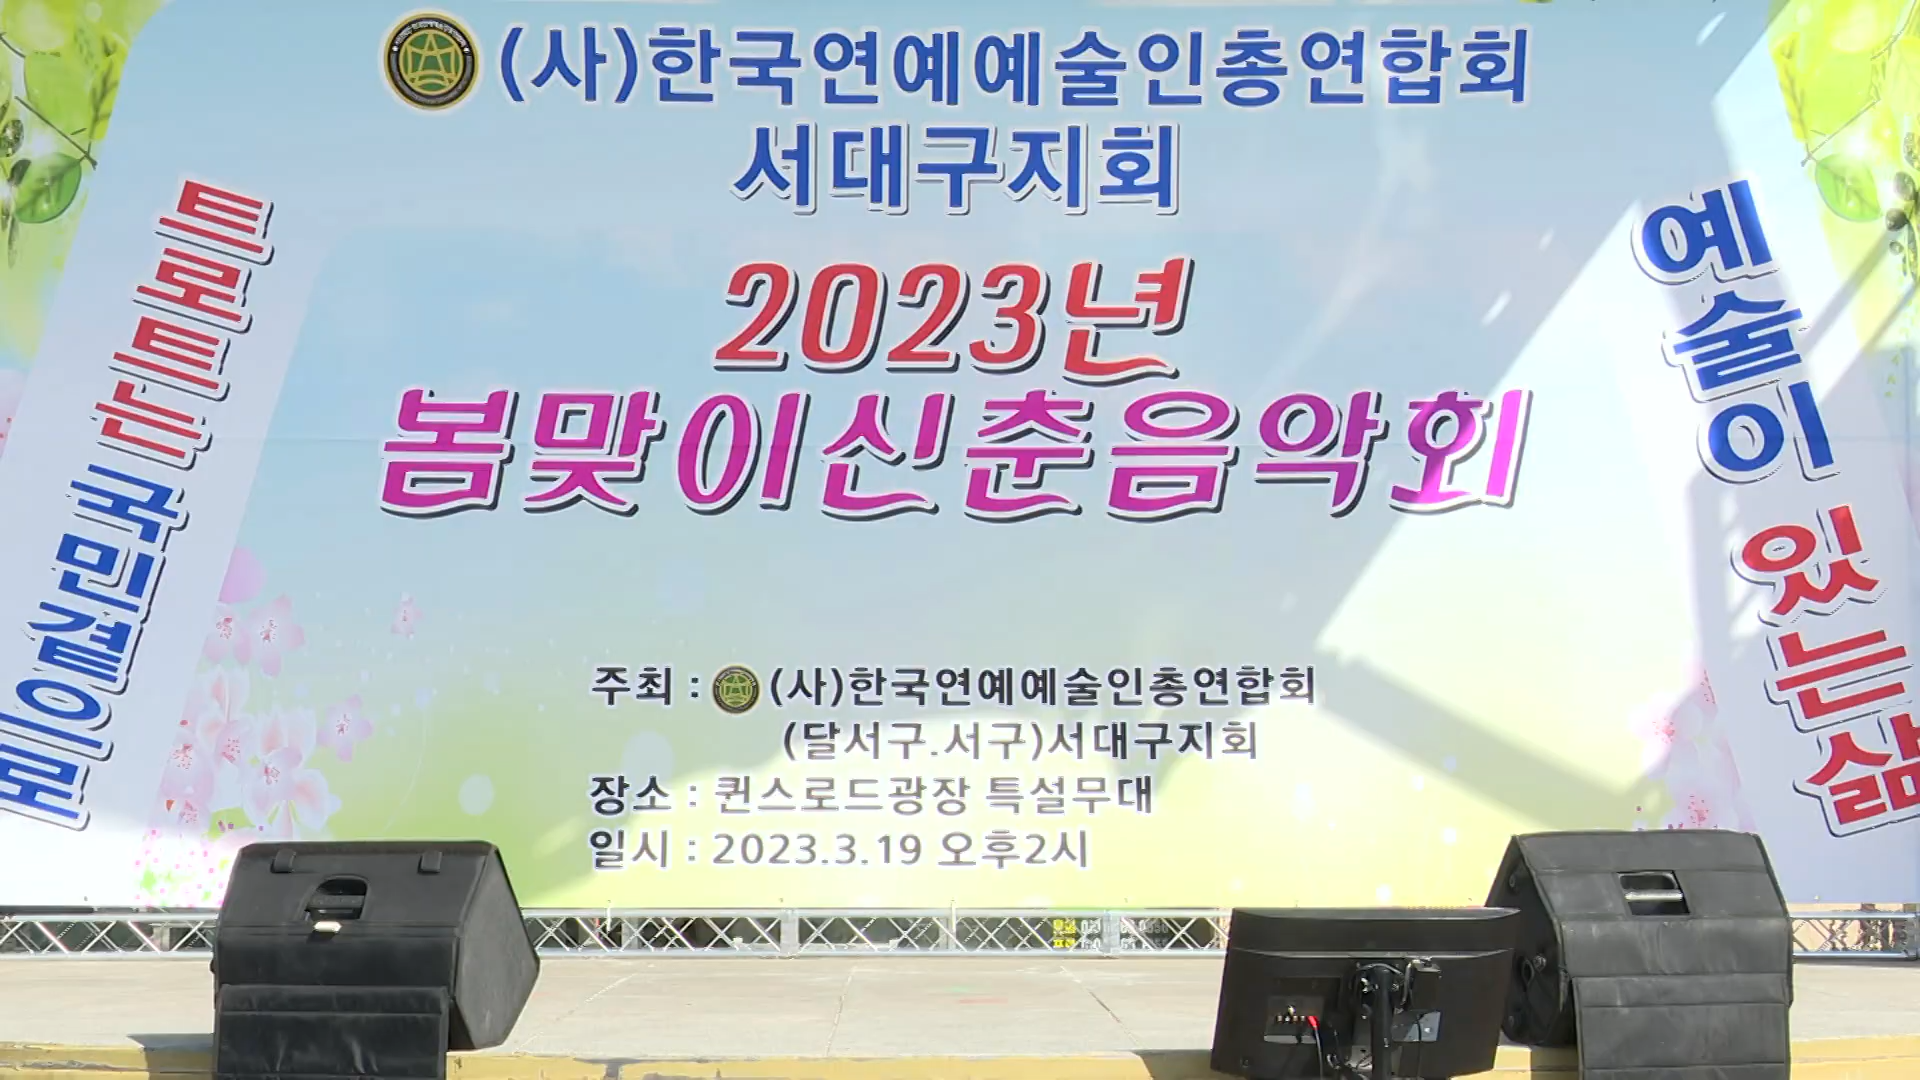 (사)한국연예예술인총연합회
서대구지회
2023년
봄맞이신춘음악회
트로트는 국민곁으로
예술이 있는삶
주최 : (사)한국연예예술인총연합회
(달서구.서구)서대구지회
장소 : 퀸스로드광장 특설무대
일시 : 2023.3.19 오후2시